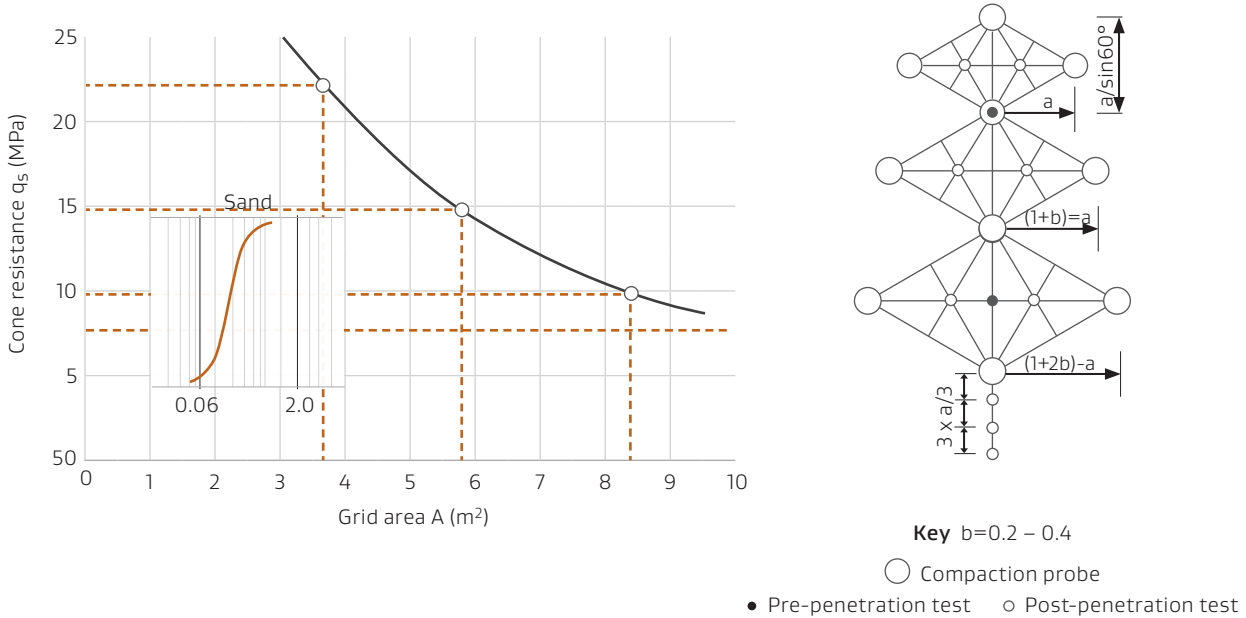 25
20
15
10
5
50
Cone resistance qs (MPa)
Sand
0.06 2.0
0 1 2 3 4 5 6 7 8 9 10
Grid area A (m²)
a/sin60°
a
(1+b)=a
(1+2b)-a
3 x a/3
Key b=0.2 – 0.4
Compaction probe
Pre-penetration test Post-penetration test